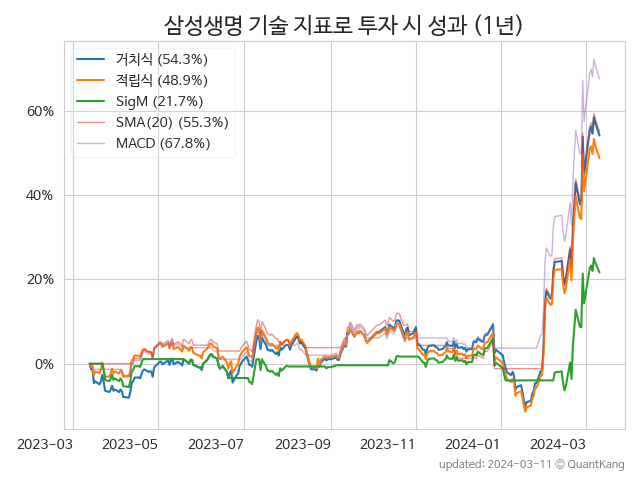 삼성생명 기술 지표로 투자 시 성과 (1년)
거치식 (54.3%)
적립식 (48.9%)
SigM (21.7%)
SMA(20) (55.3%)
MACD (67.8%)
60%
40%
20%
0%
2023-03 2023-05 2023-07 2023-09 2023-11 2024-01 2024-03
updated: 2024-03-11 © QuantKang